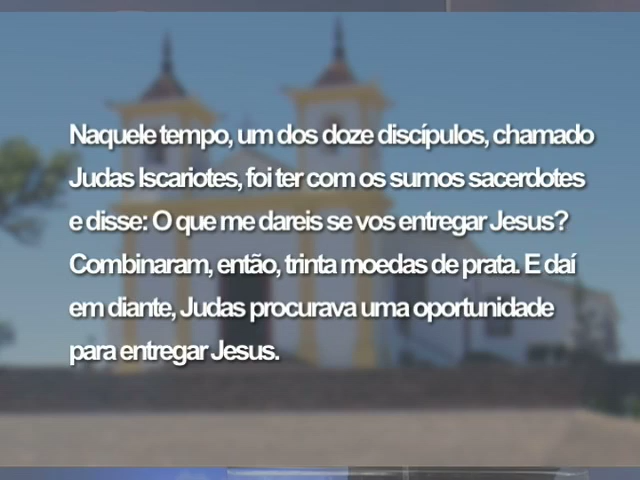 Naquele tempo, um dos doze discípulos, chamado
Judas Iscariotes, foi ter com os sumos sacerdotes
e disse: O que me dareis se vos entregar Jesus?
Combinaram, então, trinta moedas de prata. E daí
em diante, Judas procurava uma oportunidade
para entregar Jesus.